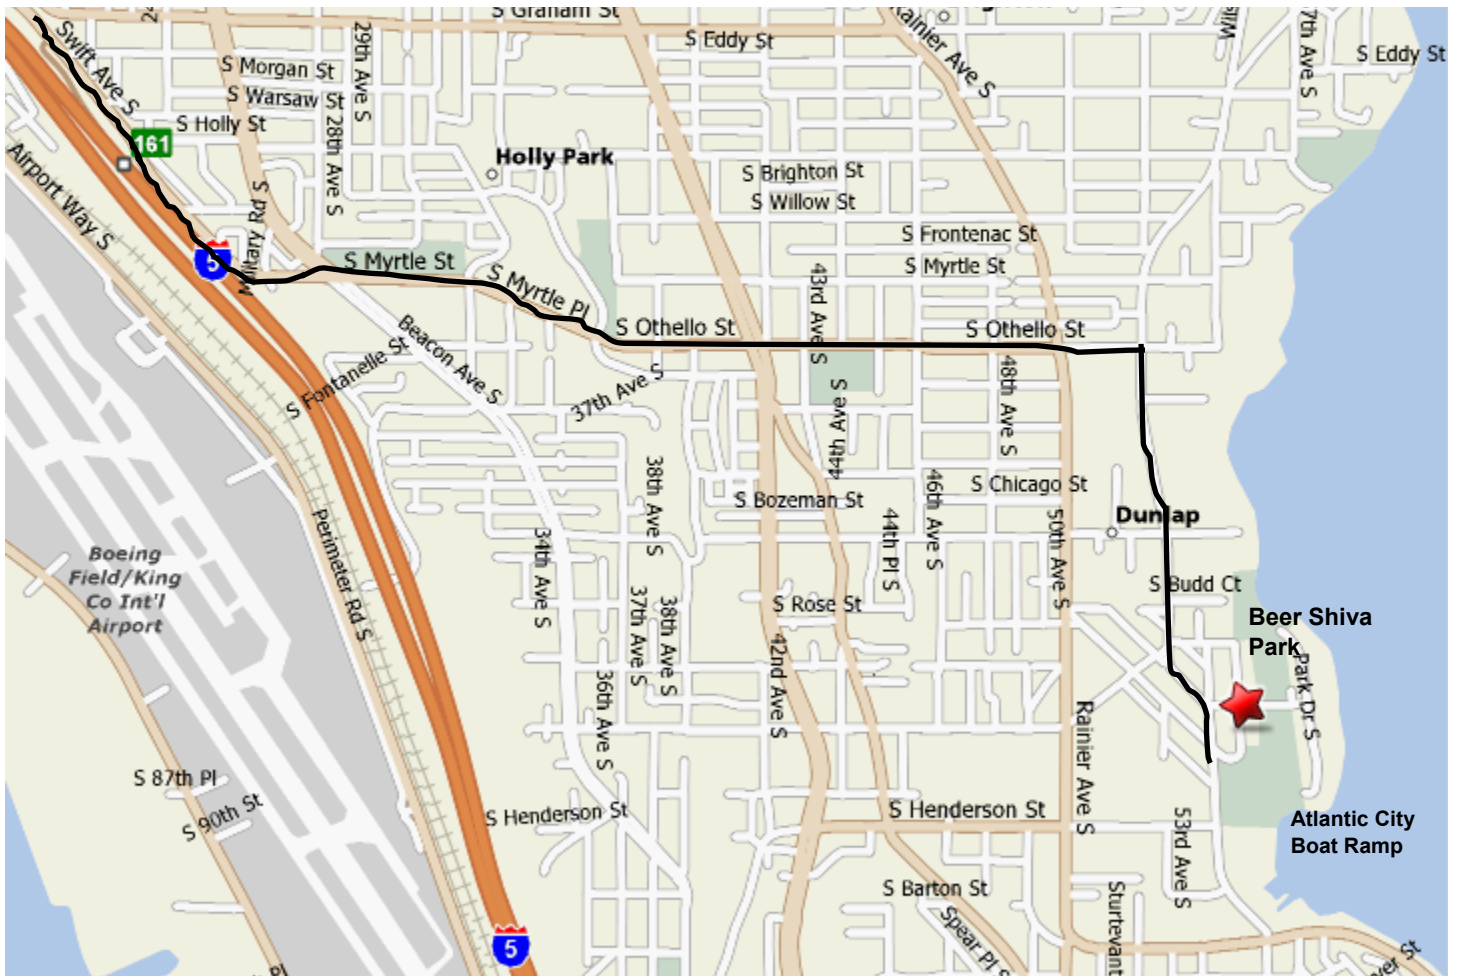 S Graham St
S Eddy St
Rainier Ave S
S Eddy St
Swift Ave S
29th Ave S
S Morgan St
S Warsaw St
S Holly St
28th Ave S
161
Holly Park
Airport Way S
Military Rd S
S Brighton St
S Willow St
S Frontenac St
S Myrtle St
5
S Myrtle St
S Myrtle Pl
43rd Ave S
S Othello St
S Othello St
Beacon Ave S
S Fontanelle St
37th Ave S
44th Ave S
48th Ave S
38th Ave S
S Bozeman St
46th Ave S
S Chicago St
Dunlap
Perimeter Rd S
34th Ave S
44th Pl S
50th Ave S
Boeing
Field/King
Co Int'l
Airport
S Budd Ct
37th Ave S
38th Ave S
S Rose St
Beer Shiva
Park
42nd Ave S
36th Ave S
Park Dr S
Rainier Ave S
S 87th Pl
S 90th St
S Henderson St
S Henderson St
53rd Ave S
Atlantic City
Boat Ramp
S Barton St
Spear Pl S
Sturtevant
5